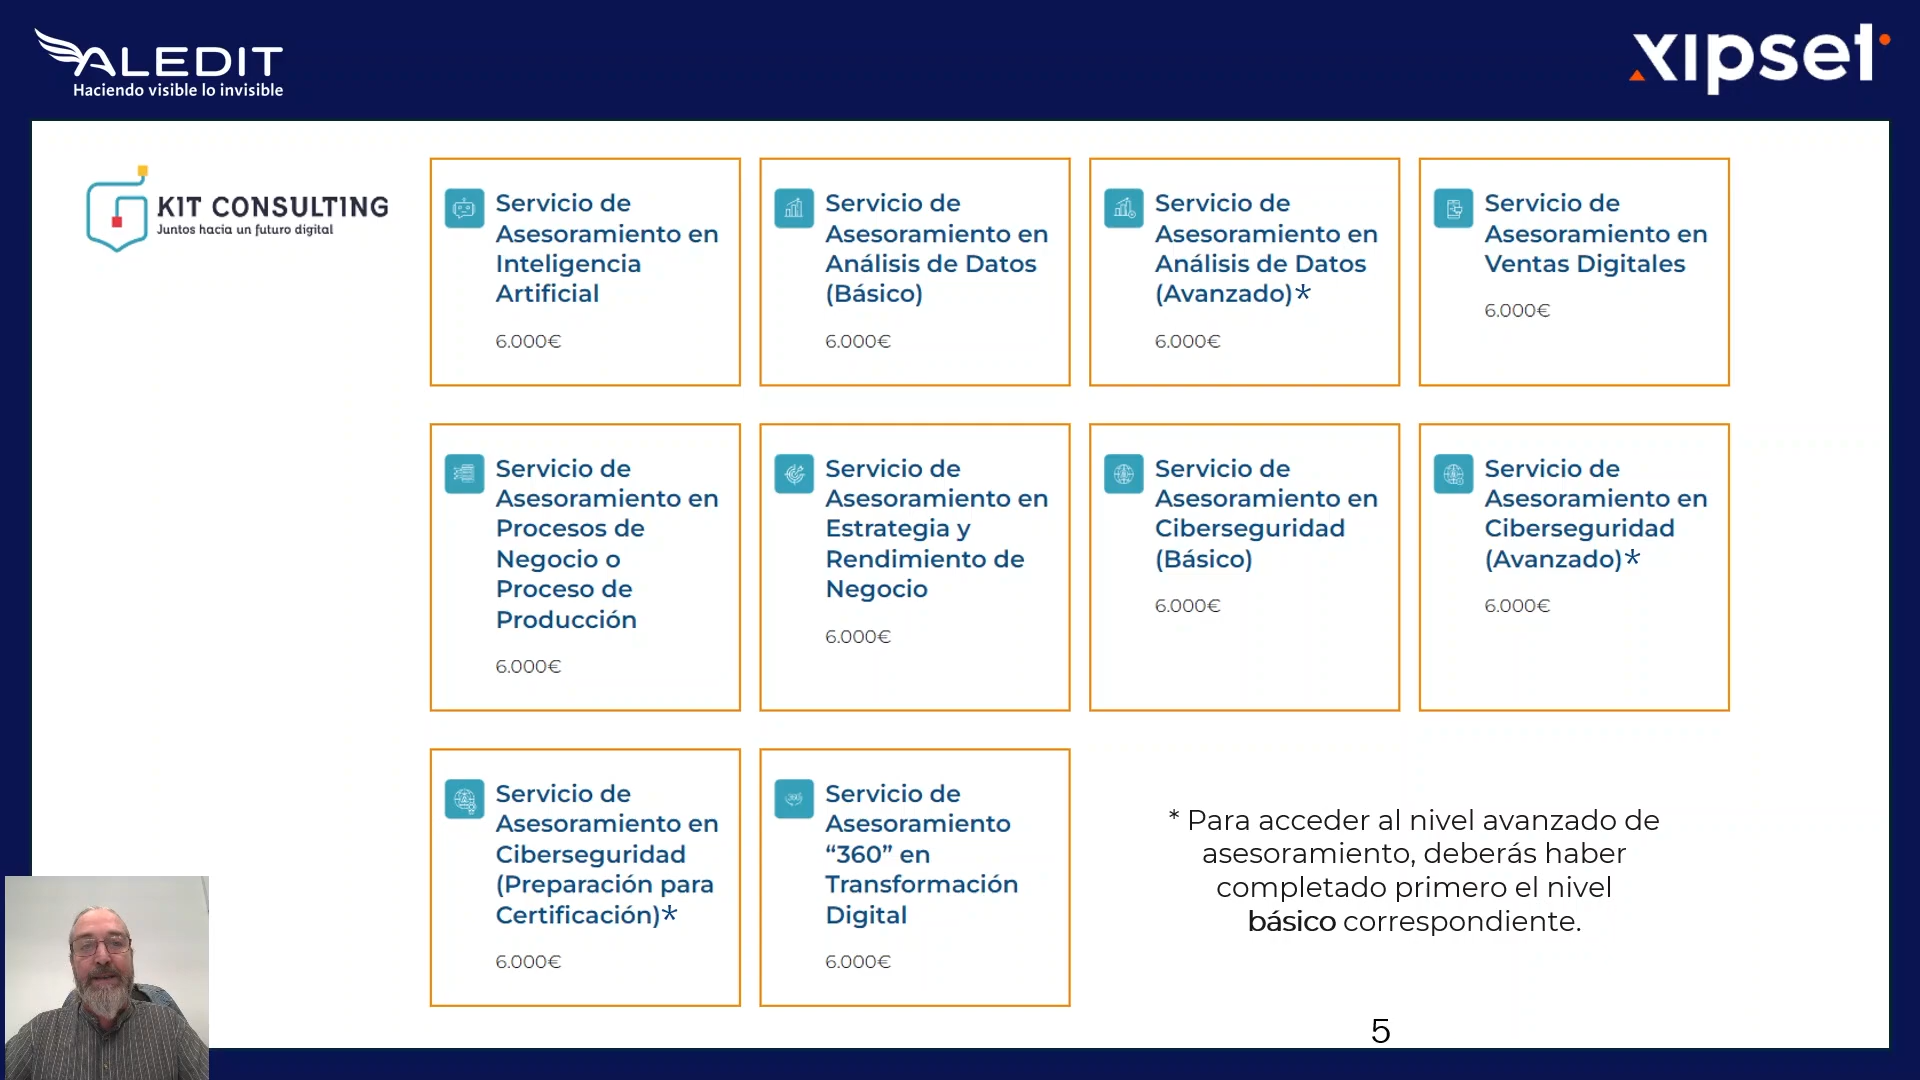 ALEDIT
Haciendo visible lo invisible
xipset
KIT CONSULTING
Juntos hacia un futuro digital
Servicio de
Asesoramiento en
Inteligencia
Artificial
6.000€
Servicio de
Asesoramiento en
Análisis de Datos
(Básico)
6.000€
Servicio de
Asesoramiento en
Análisis de Datos
(Avanzado)*
6.000€
Servicio de
Asesoramiento en
Ventas Digitales
6.000€
Servicio de
Asesoramiento en
Procesos de
Negocio o
Proceso de
Producción
6.000€
Servicio de
Asesoramiento en
Estrategia y
Rendimiento de
Negocio
6.000€
Servicio de
Asesoramiento en
Ciberseguridad
(Básico)
6.000€
Servicio de
Asesoramiento en
Ciberseguridad
(Avanzado)*
6.000€
Servicio de
Asesoramiento en
Ciberseguridad
(Preparación para
Certificación)*
6.000€
360
Servicio de
Asesoramiento
“360” en
Transformación
Digital
6.000€
* Para acceder al nivel avanzado de
asesoramiento, deberás haber
completado primero el nivel
básico correspondiente.
5